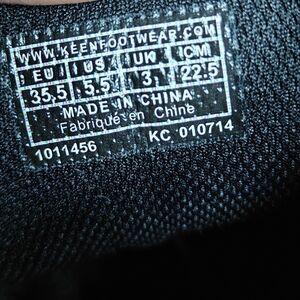 WWW.KEENFOOTWEAR.COM
EU US UK CM
35.5 5.5 3 22.5
MADE IN CHINA
Fabriqué en Chine
1011456 KC 010714